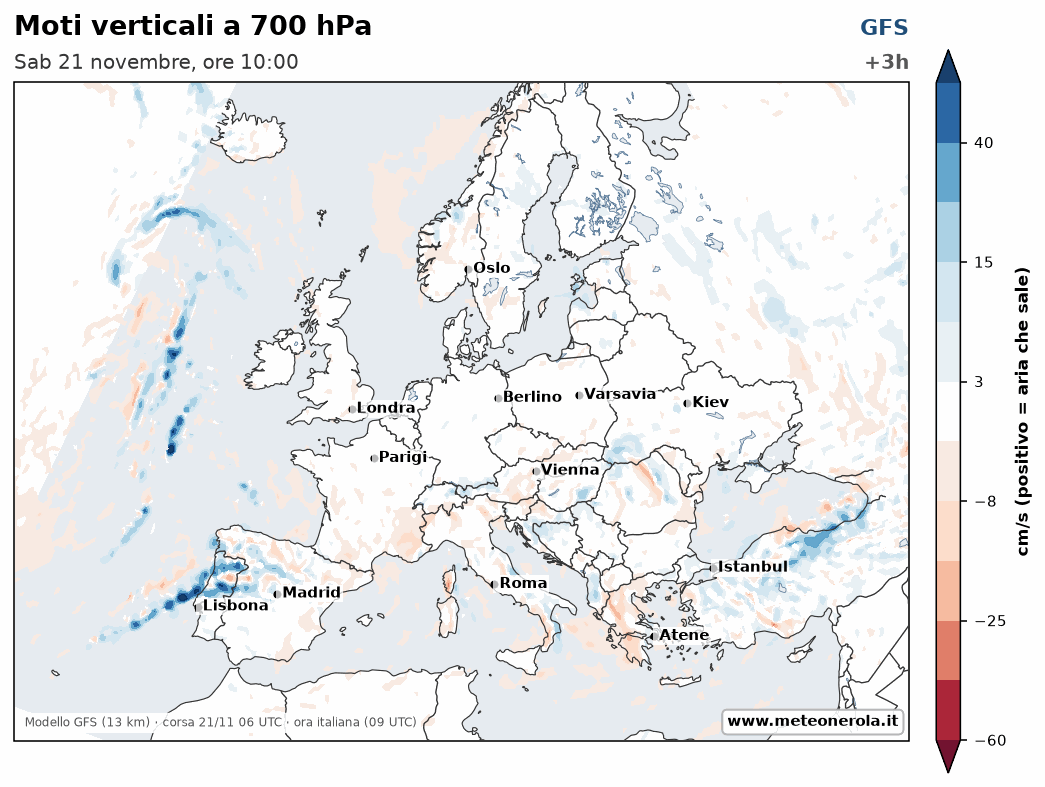 Moti verticali a 700 hPa
GFS
Sab 21 novembre, ore 10:00
+3h
Oslo
Londra
Berlino
Varsavia
Kiev
Parigi
Vienna
Istanbul
Roma
Madrid
Lisbona
Atene
Modello GFS (13 km) · corsa 21/11 06 UTC · ora italiana (09 UTC)
www.meteonerola.it
40
15
3
−8
−25
−60
cm/s (positivo = aria che sale)